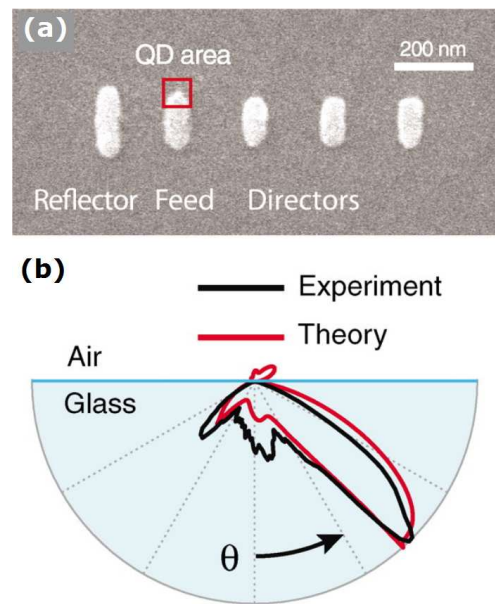 (a)
QD area
200 nm
Reflector Feed Directors
(b)
Experiment
Theory
Air
Glass
θ